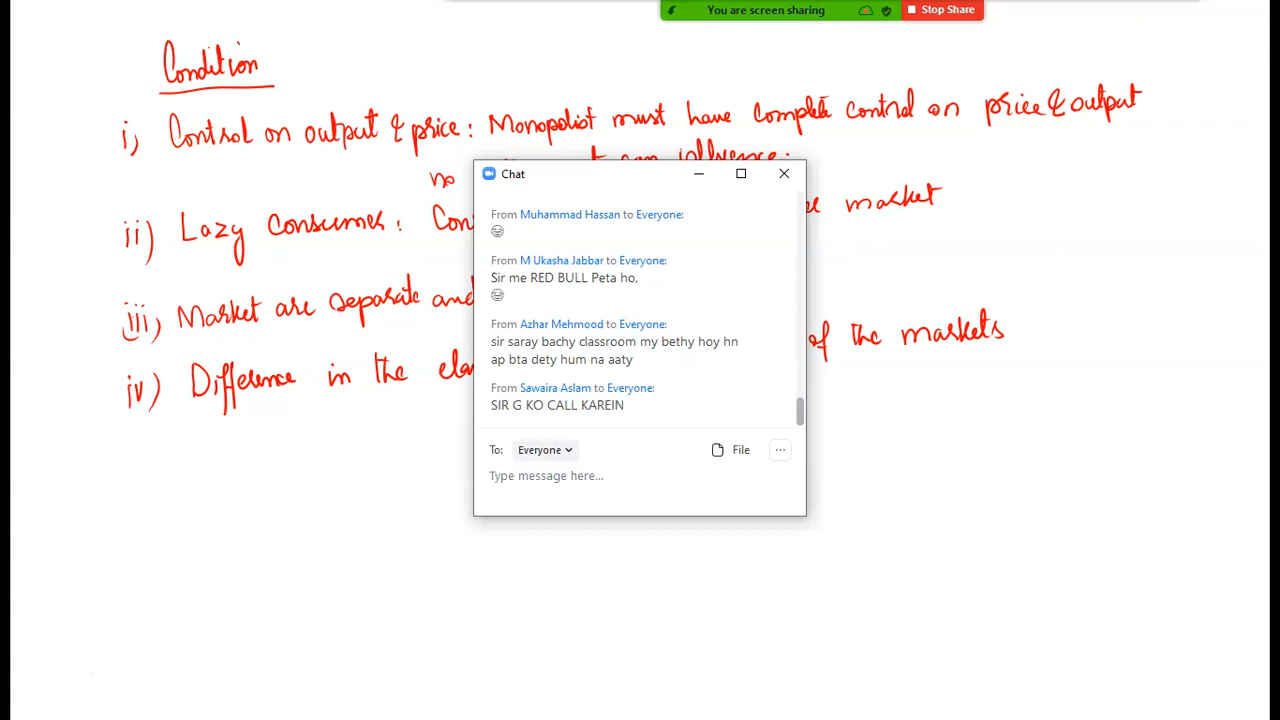 You are screen sharing Stop Share
Condition
i) Control on output & price : Monopolist must have complete control on price & output
no influence.
ii) Lazy consumer : market
iii) Market are separate and
iv) Difference in the of the markets
Chat
From Muhammad Hassan to Everyone:
😄
From M Ukasha Jabbar to Everyone:
Sir me RED BULL Peta ho,
😄
From Azhar Mehmood to Everyone:
sir saray bachy classroom my bethy hoy hn
ap bta dety hum na aaty
From Sawaira Aslam to Everyone:
SIR G KO CALL KAREIN
To: Everyone File
Type message here...